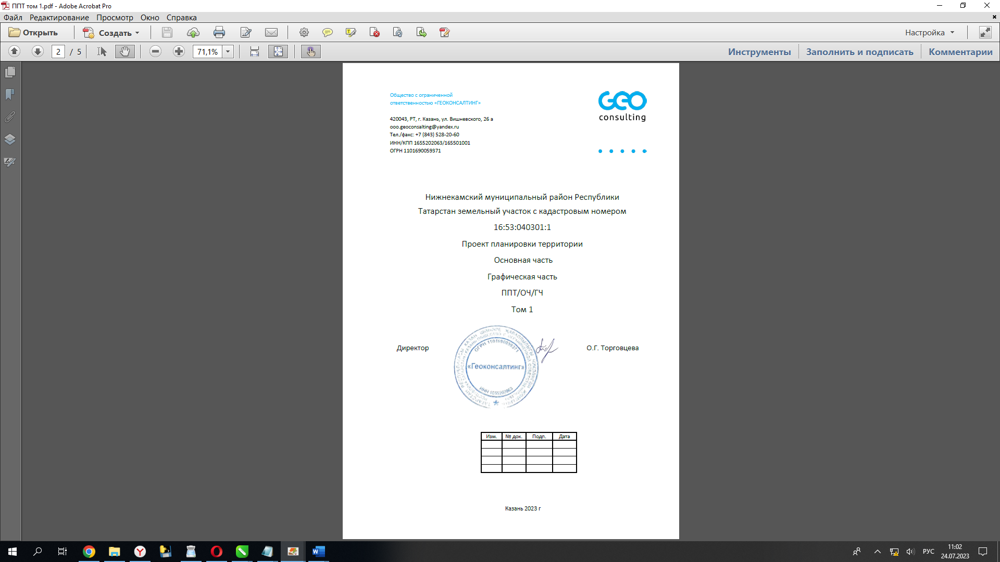 ППТ том 1.pdf - Adobe Acrobat Pro
Файл Редактирование Просмотр Окно Справка
Открыть Создать Настройка
2 / 5 71,1% Инструменты Заполнить и подписать Комментарии
Общество с ограниченной
ответственностью «ГЕОКОНСАЛТИНГ»
GEO
consulting
420043, РТ, г. Казань, ул. Вишневского, 26 а
ooo.geoconsalting@yandex.ru
Тел./факс: +7 (843) 528-20-60
ИНН/КПП 1655202063/165501001
ОГРН 1101690059371
Нижнекамский муниципальный район Республики
Татарстан земельный участок с кадастровым номером
16:53:040301:1
Проект планировки территории
Основная часть
Графическая часть
ППТ/ОЧ/ГЧ
Том 1
Директор
О.Г. Торговцева
ОГРН 1101690059371
«Геоконсалтинг»
ИНН 1655202063
Изм. № док. Подп. Дата
Казань 2023 г
РУС
11:02
24.07.2023